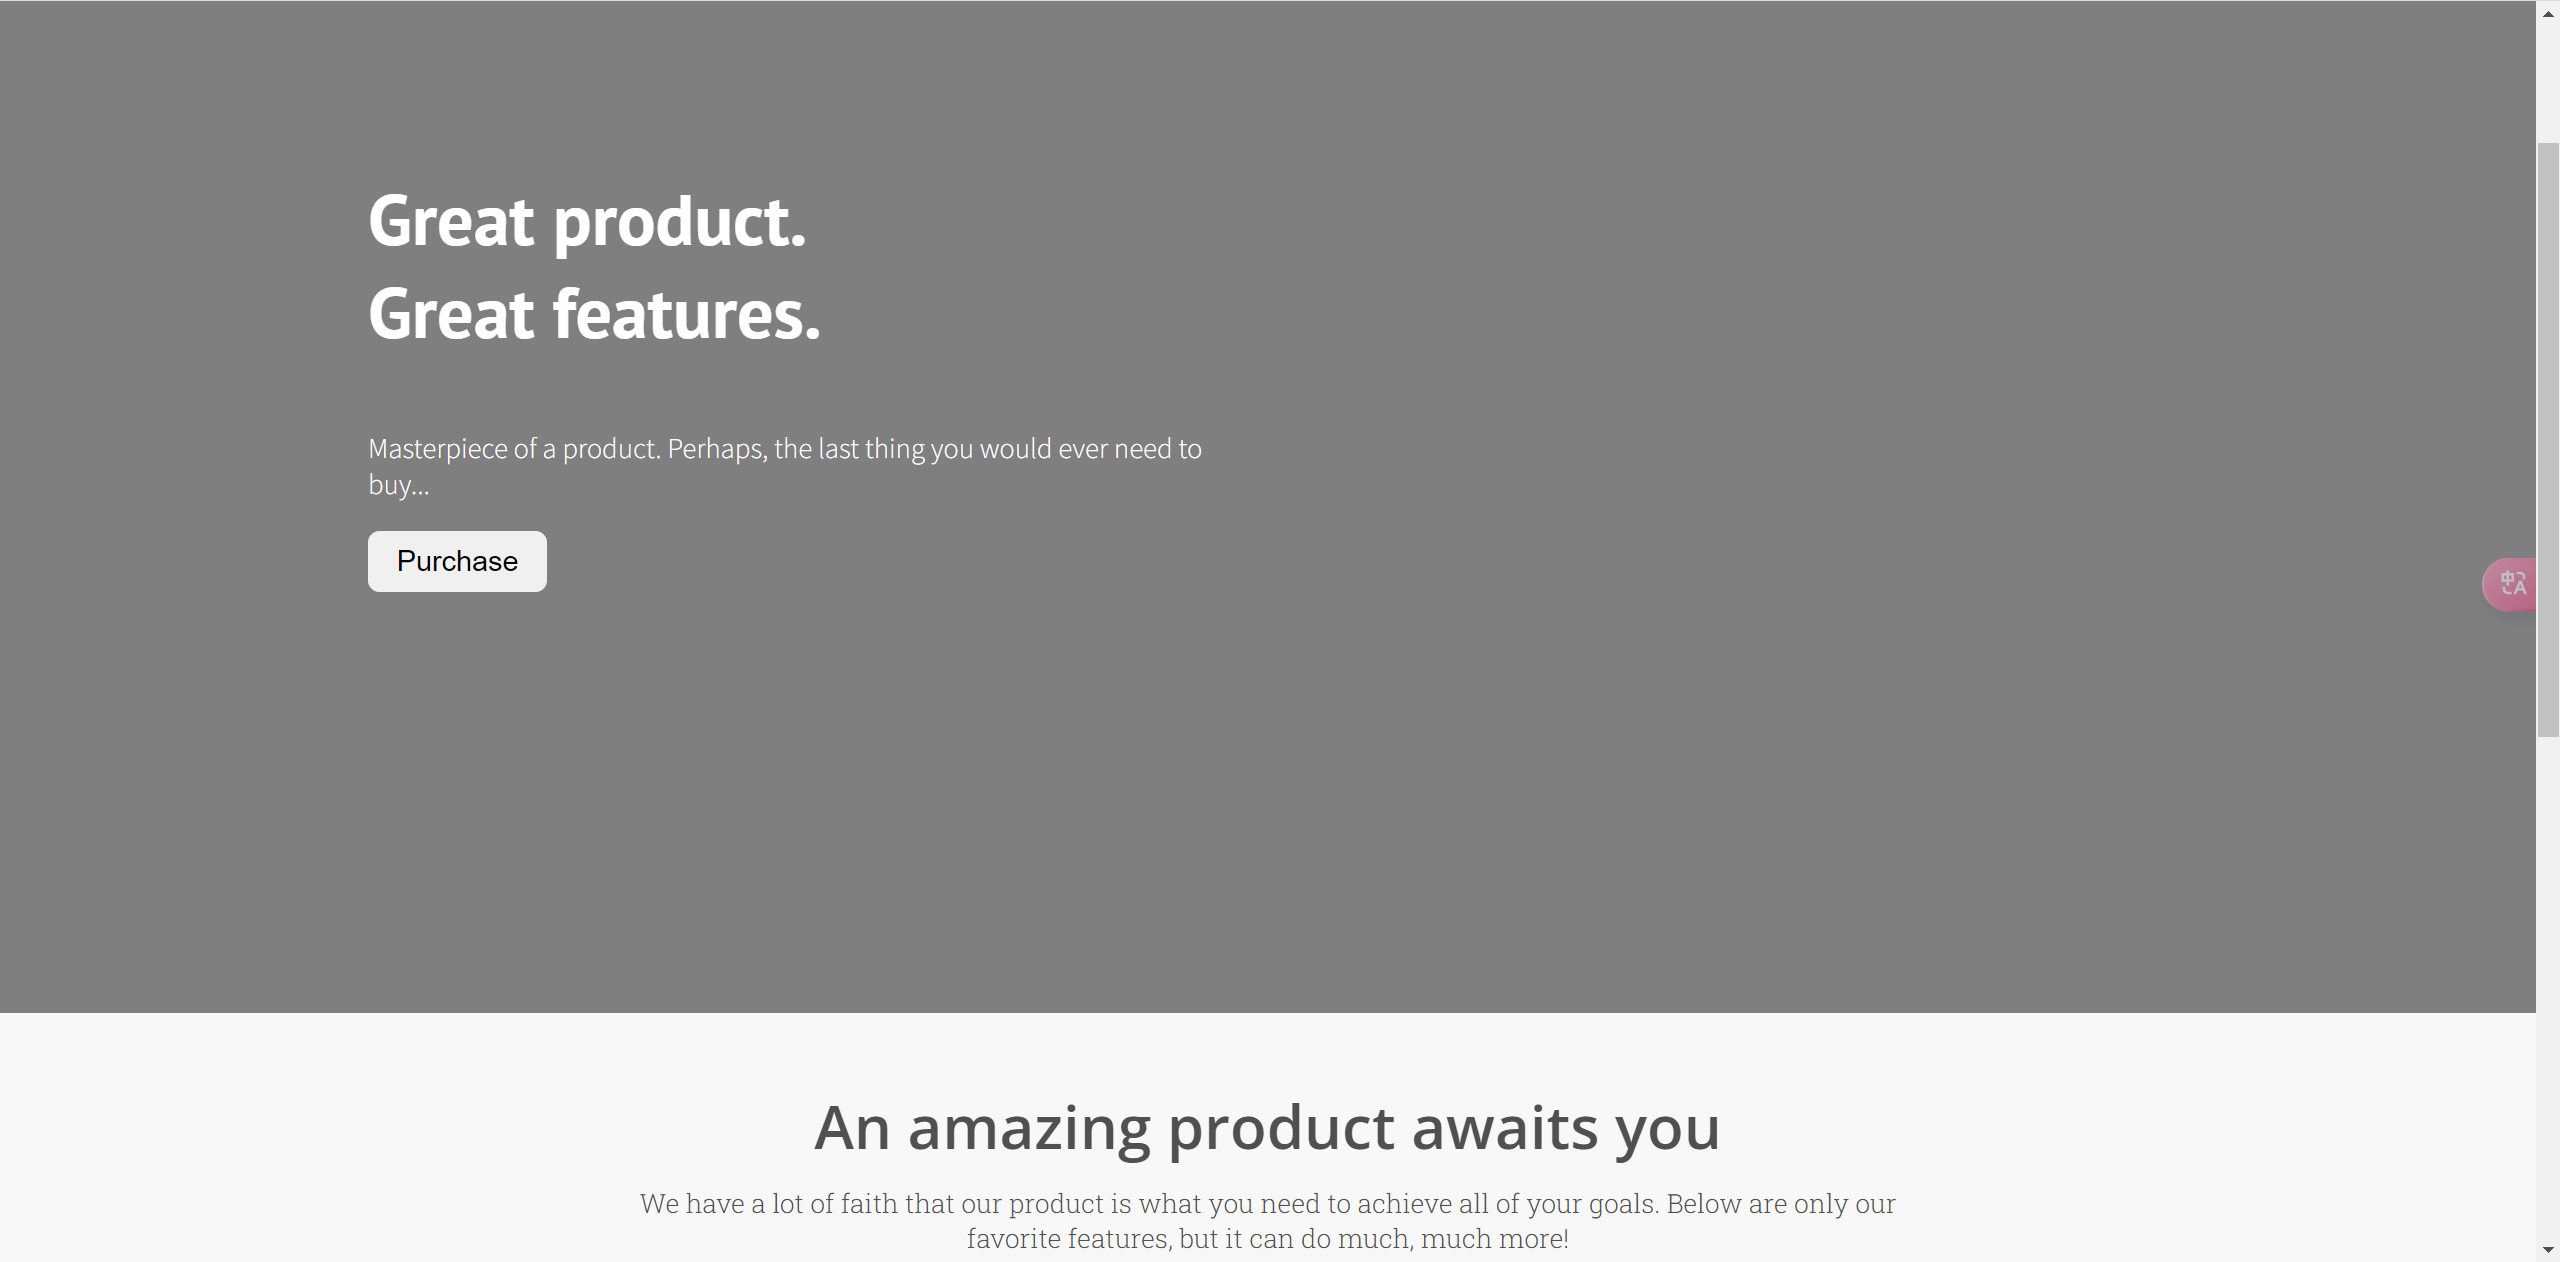 Great product.
Great features.
Masterpiece of a product. Perhaps, the last thing you would ever need to
buy...
Purchase
中A
An amazing product awaits you
We have a lot of faith that our product is what you need to achieve all of your goals. Below are only our
favorite features, but it can do much, much more!